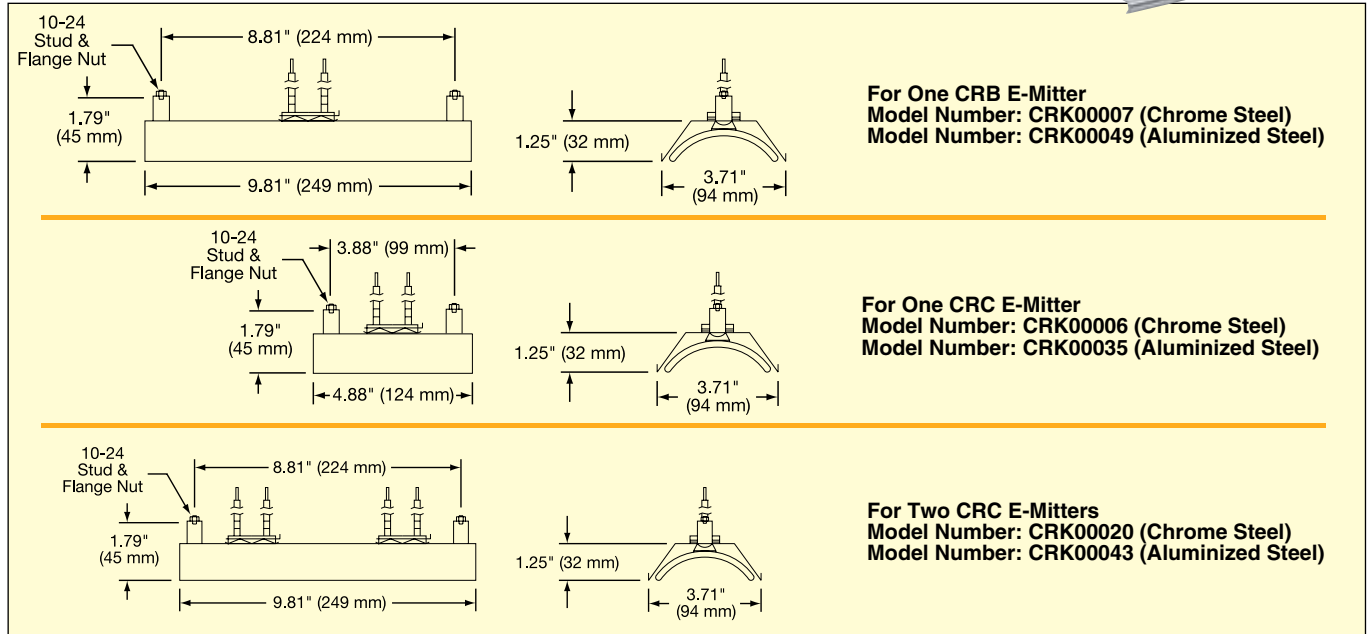 10-24
Stud &
Flange Nut
8.81" (224 mm)
1.79"
(45 mm)
9.81" (249 mm)
1.25" (32 mm)
3.71"
(94 mm)
For One CRB E-Mitter
Model Number: CRK00007 (Chrome Steel)
Model Number: CRK00049 (Aluminized Steel)
10-24
Stud &
Flange Nut
3.88" (99 mm)
1.79"
(45 mm)
4.88" (124 mm)
1.25" (32 mm)
3.71"
(94 mm)
For One CRC E-Mitter
Model Number: CRK00006 (Chrome Steel)
Model Number: CRK00035 (Aluminized Steel)
10-24
Stud &
Flange Nut
8.81" (224 mm)
1.79"
(45 mm)
9.81" (249 mm)
1.25" (32 mm)
3.71"
(94 mm)
For Two CRC E-Mitters
Model Number: CRK00020 (Chrome Steel)
Model Number: CRK00043 (Aluminized Steel)